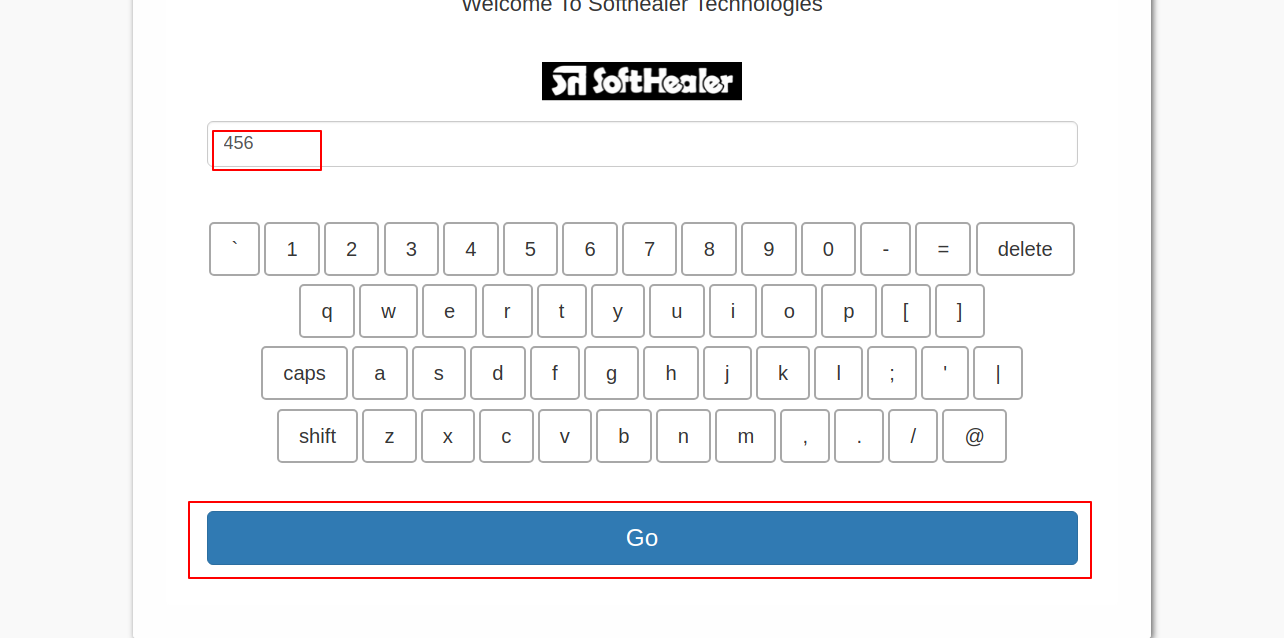 Welcome To Softhealer Technologies
SH SoftHealer
456
` 1 2 3 4 5 6 7 8 9 0 - = delete
q w e r t y u i o p [ ]
caps a s d f g h j k l ; ' |
shift z x c v b n m , . / @
Go